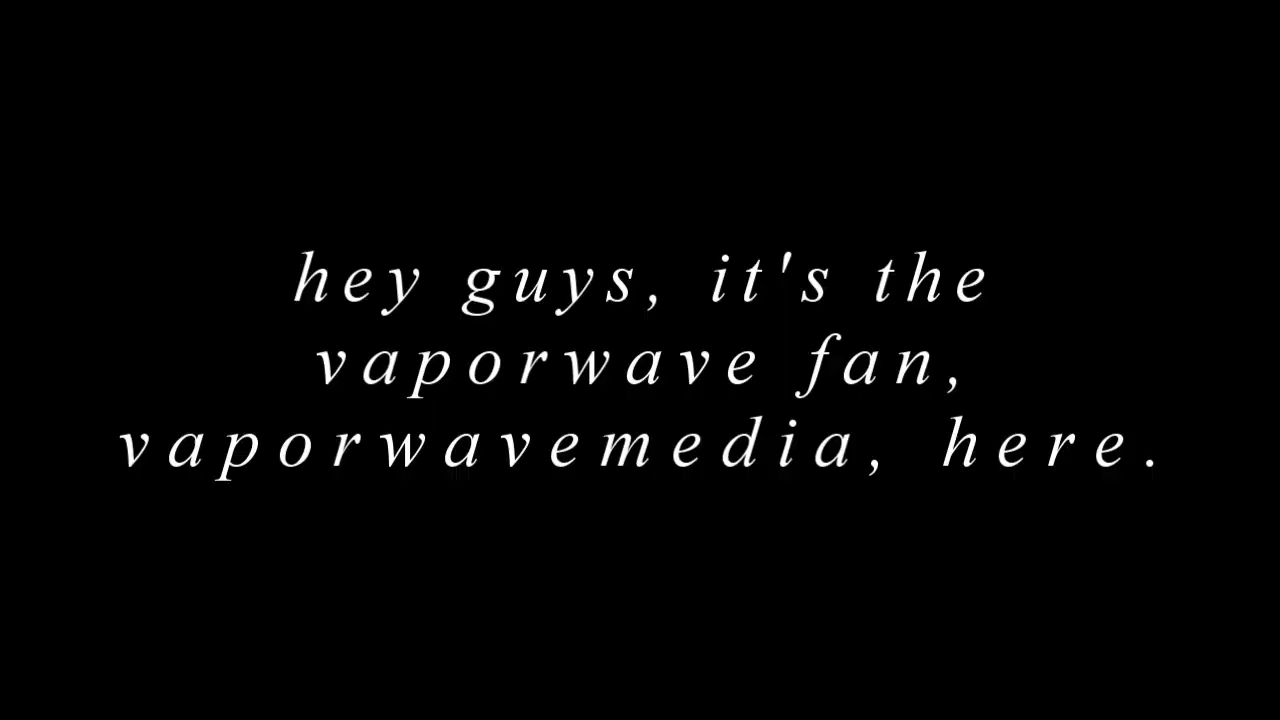 hey guys, it's the
vaporwave fan,
vaporwavemedia, here.